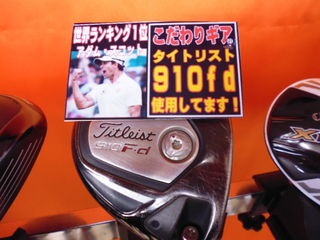 世界ランキング1位
アダム・スコット
こだわりギア
タイトリスト
910fd
使用してます!
Titleist
910F.d
X